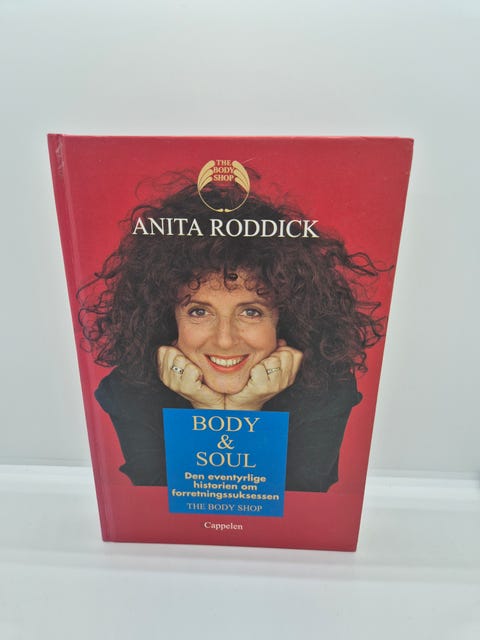 THE
BODY
SHOP
ANITA RODDICK
BODY
&
SOUL
Den eventyrlige
historien om
forretningssuksessen
THE BODY SHOP
Cappelen